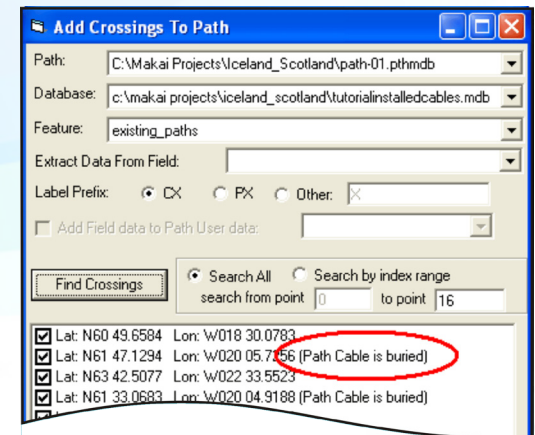 Add Crossings To Path
Path: C:\Makai Projects\Iceland_Scotland\path-01.pthmdb
Database: c:\makai projects\iceland_scotland\tutorialinstalledcables.mdb
Feature: existing_paths
Extract Data From Field:
Label Prefix: CX PX Other: X
Add Field data to Path User data:
Find Crossings Search All Search by index range
search from point 0 to point 16
Lat: N60 49.6584 Lon: W018 30.0783
Lat: N61 47.1294 Lon: W020 05.7256 (Path Cable is buried)
Lat: N63 42.5077 Lon: W022 33.5523
Lat: N61 33.0683 Lon: W020 04.9188 (Path Cable is buried)